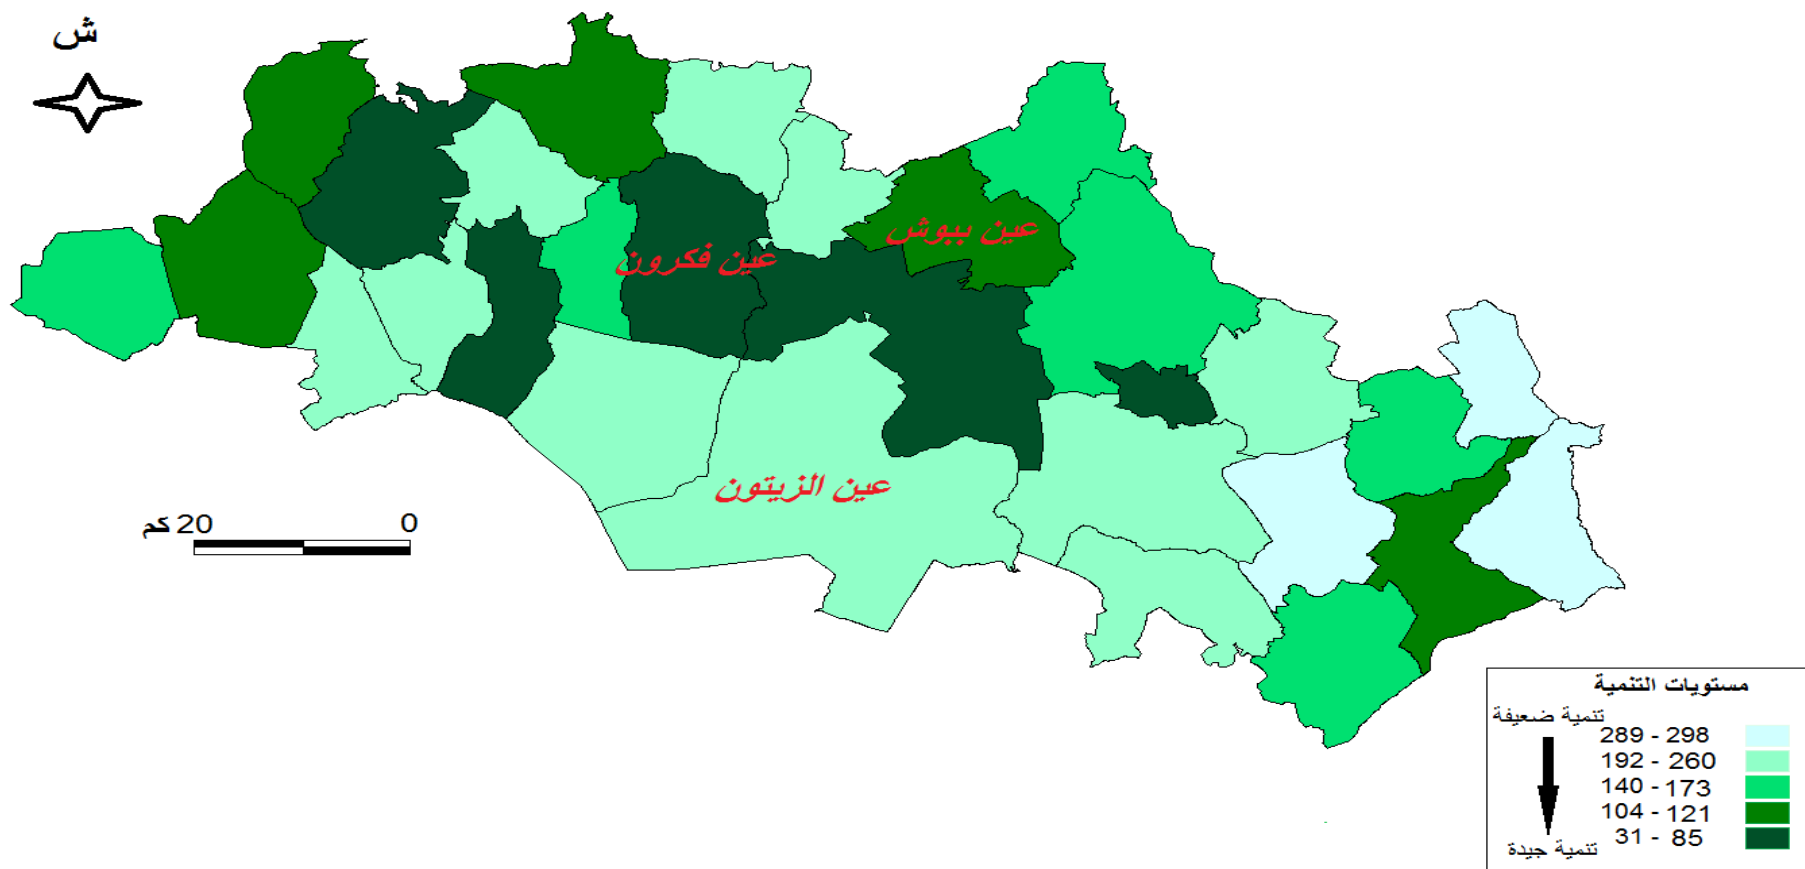 ش
عين ببوش
عين فكرون
عين الزيتون
0 20 كم
مستويات التنمية
تنمية ضعيفة
289 - 298
192 - 260
140 - 173
104 - 121
31 - 85
تنمية جيدة